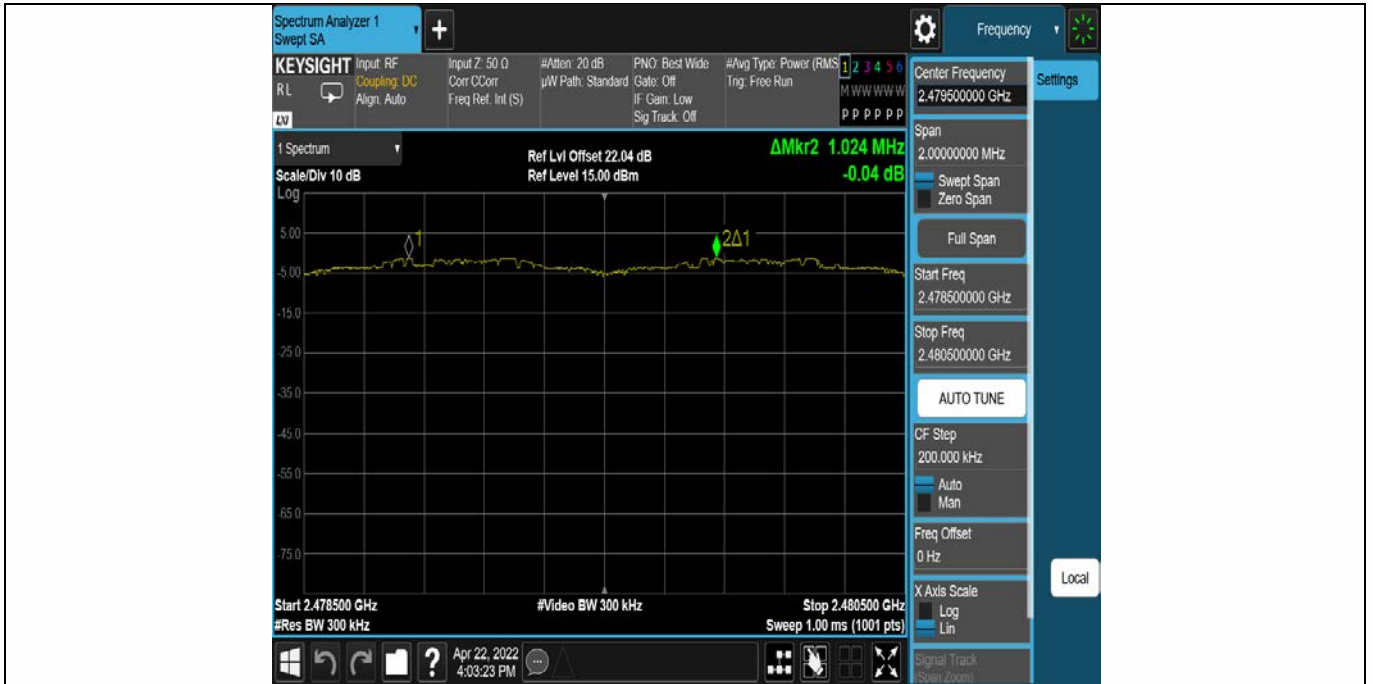 Spectrum Analyzer 1
Swept SA
+
Frequency
KEYSIGHT
RL
LXI
Input: RF
Coupling: DC
Align: Auto
Input Z: 50 Ω
Corr CCorr
Freq Ref: Int (S)
#Atten: 20 dB
µW Path: Standard
PNO: Best Wide
Gate: Off
IF Gain: Low
Sig Track: Off
#Avg Type: Power (RMS
Trig: Free Run
1 2 3 4 5 6
M W W W W W
P P P P P P
1 Spectrum
Scale/Div 10 dB
Ref Lvl Offset 22.04 dB
Ref Level 15.00 dBm
ΔMkr2 1.024 MHz
-0.04 dB
Log
5.00
-5.00
-15.0
-25.0
-35.0
-45.0
-55.0
-65.0
-75.0
1
2Δ1
Start 2.478500 GHz
#Res BW 300 kHz
#Video BW 300 kHz
Stop 2.480500 GHz
Sweep 1.00 ms (1001 pts)
?
Apr 22, 2022
4:03:23 PM
Center Frequency
2.479500000 GHz
Span
2.00000000 MHz
Swept Span
Zero Span
Full Span
Start Freq
2.478500000 GHz
Stop Freq
2.480500000 GHz
AUTO TUNE
CF Step
200.000 kHz
Auto
Man
Freq Offset
0 Hz
X Axis Scale
Log
Lin
Signal Track
(Span Zoom)
Settings
Local